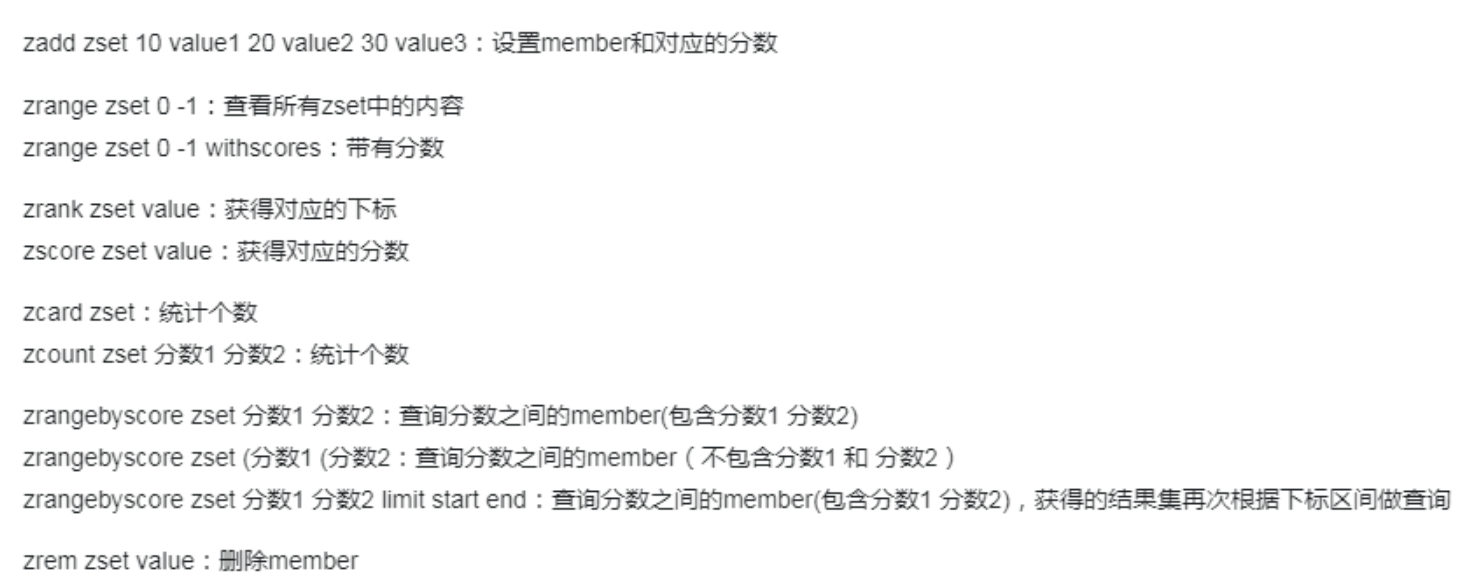 zadd zset 10 value1 20 value2 30 value3：设置member和对应的分数
zrange zset 0 -1：查看所有zset中的内容
zrange zset 0 -1 withscores：带有分数
zrank zset value：获得对应的下标
zscore zset value：获得对应的分数
zcard zset：统计个数
zcount zset 分数1 分数2：统计个数
zrangebyscore zset 分数1 分数2：查询分数之间的member(包含分数1 分数2)
zrangebyscore zset (分数1 (分数2：查询分数之间的member（不包含分数1 和 分数2）
zrangebyscore zset 分数1 分数2 limit start end：查询分数之间的member(包含分数1 分数2)，获得的结果集再次根据下标区间做查询
zrem zset value：删除member